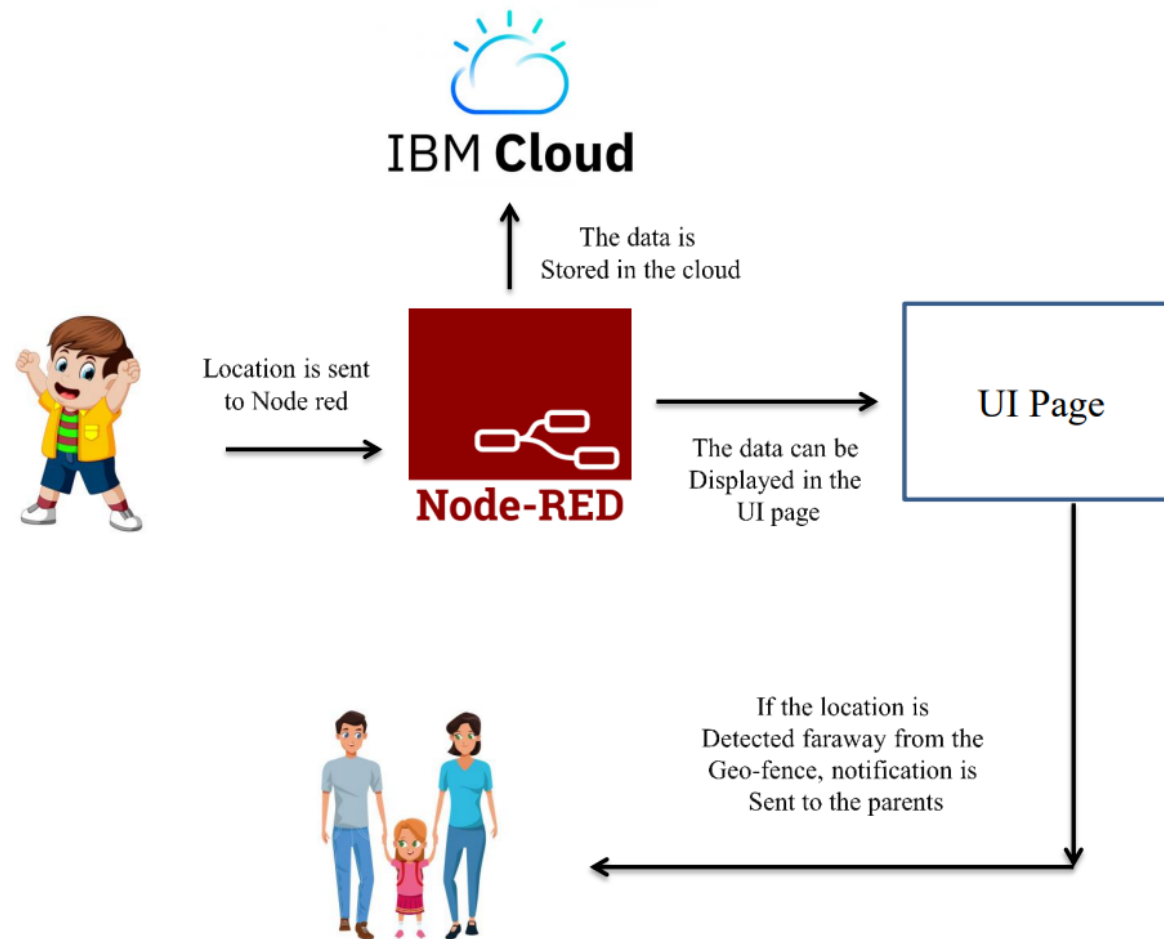 IBM Cloud
The data is
Stored in the cloud
Location is sent
to Node red
Node-RED
The data can be
Displayed in the
UI page
UI Page
If the location is
Detected faraway from the
Geo-fence, notification is
Sent to the parents